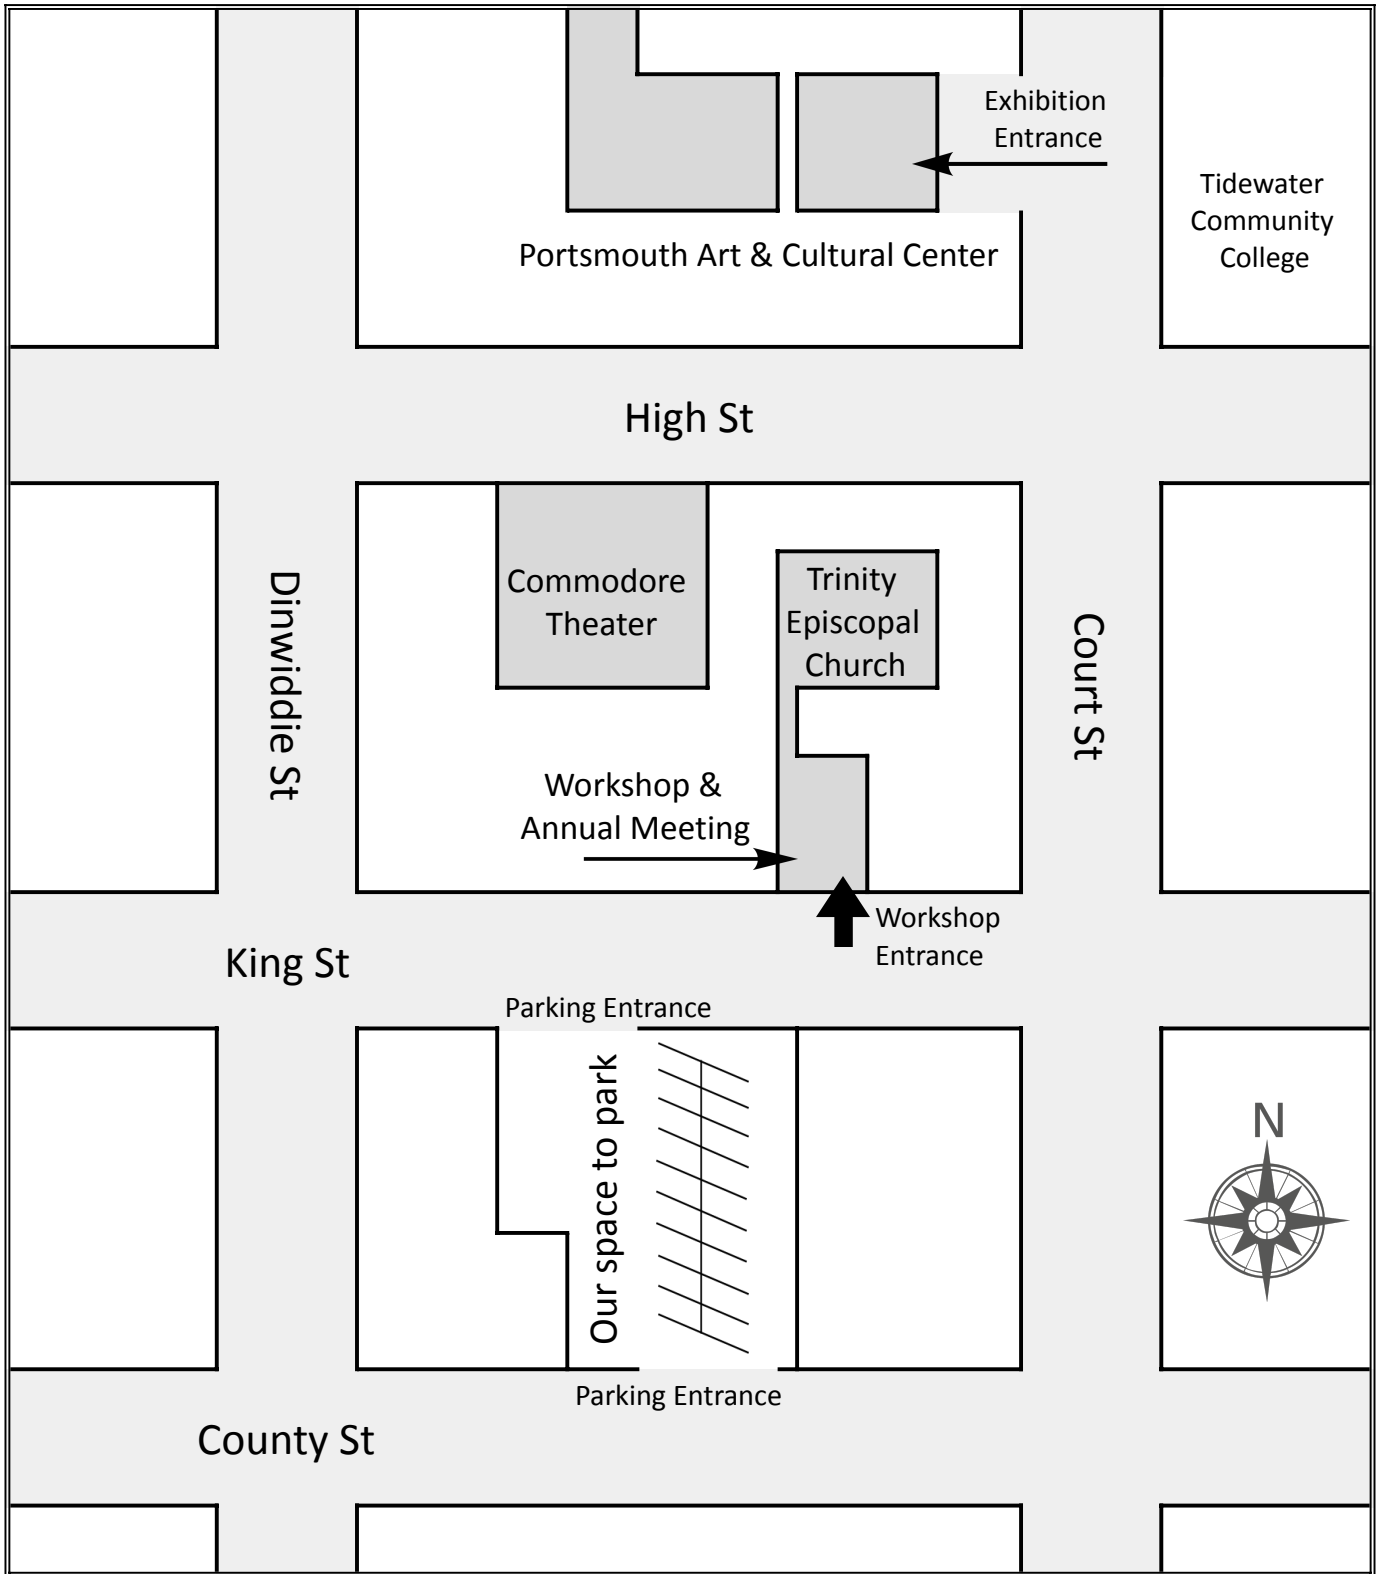 Exhibition
Entrance
Tidewater
Community
College
Portsmouth Art & Cultural Center
High St
Commodore
Theater
Trinity
Episcopal
Church
Dinwiddie St
Court St
Workshop &
Annual Meeting
Workshop
Entrance
King St
Parking Entrance
Our space to park
N
Parking Entrance
County St